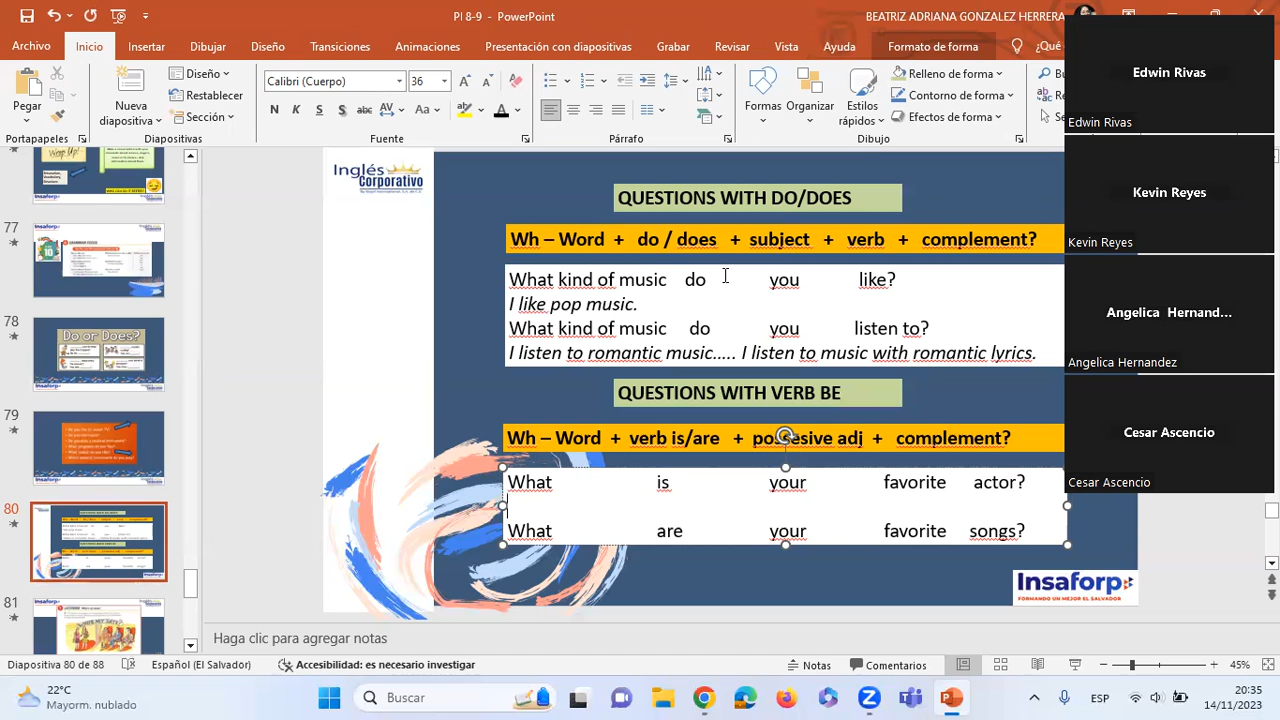 PI 8-9 - PowerPoint
BEATRIZ ADRIANA GONZALEZ HERRERA
Archivo Inicio Insertar Dibujar Diseño Transiciones Animaciones Presentación con diapositivas Grabar Revisar Vista Ayuda Formato de forma ¿Qué
Pegar
Nueva
diapositiva
Diseño
Restablecer
Sección
Calibri (Cuerpo) 36
N K S S abc AV Aa A
Formas Organizar Estilos
rápidos
Relleno de forma
Contorno de forma
Efectos de forma
Portapapeles Diapositivas Fuente Párrafo Dibujo
77
78
Do or Does?
79
80
81
Inglés
Corporativo
QUESTIONS WITH DO/DOES
Wh – Word + do / does + subject + verb + complement?
What kind of music do you like?
I like pop music.
What kind of music do you listen to?
I listen to romantic music..... I listen to music with romantic lyrics.
QUESTIONS WITH VERB BE
Wh – Word + verb is/are + possesive adj + complement?
What is your favorite actor?
What are your favorite songs?
Insaforp
FORMANDO UN MEJOR EL SALVADOR
Edwin Rivas
Edwin Rivas
Kevin Reyes
Kevin Reyes
Angelica Hernand...
Angelica Hernandez
Cesar Ascencio
Cesar Ascencio
Haga clic para agregar notas
Diapositiva 80 de 88 Español (El Salvador) Accesibilidad: es necesario investigar Notas Comentarios 45%
22°C
Mayorm. nublado
Buscar
ESP
20:35
14/11/2023